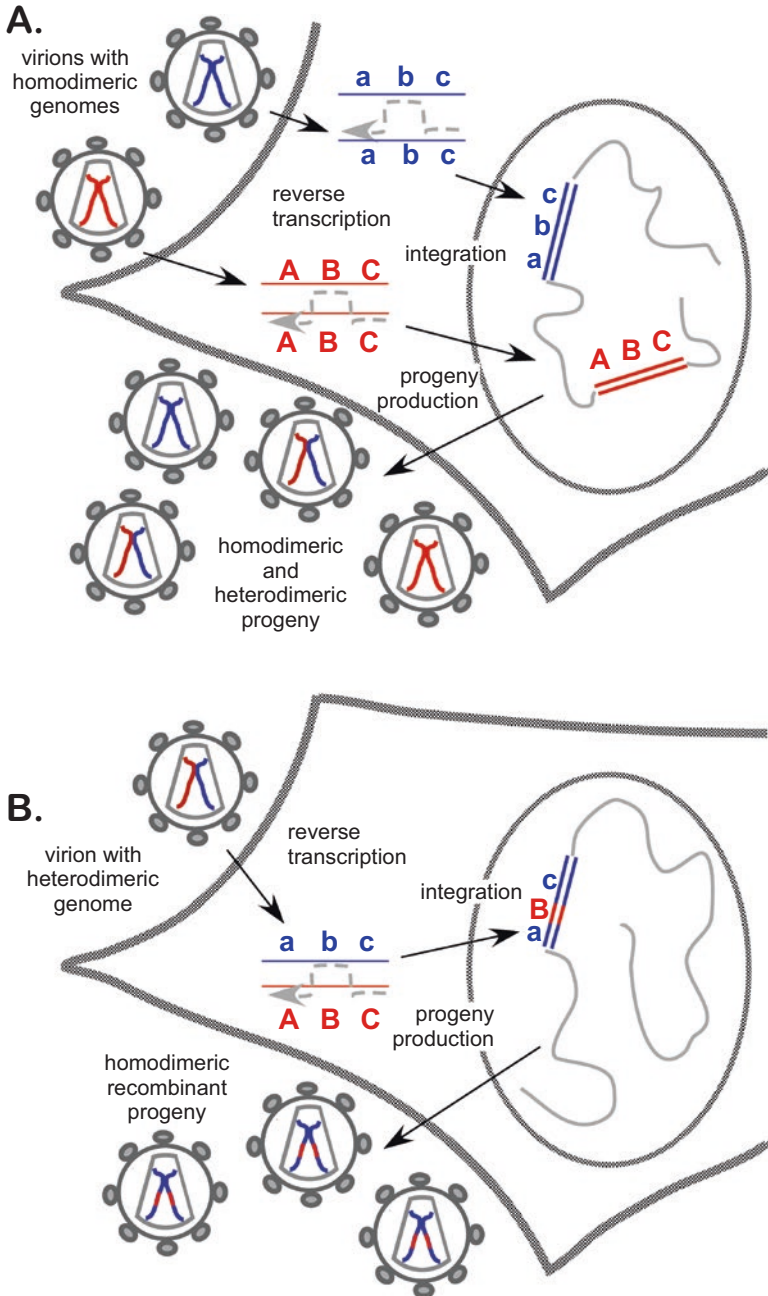 A.
virions with
homodimeric
genomes
a b c
a b c
reverse
transcription
A B C
A B C
integration
c
b
a
A B C
progeny
production
homodimeric
and
heterodimeric
progeny
B.
virion with
heterodimeric
genome
reverse
transcription
a b c
A B C
integration
c
B
a
progeny
production
homodimeric
recombinant
progeny